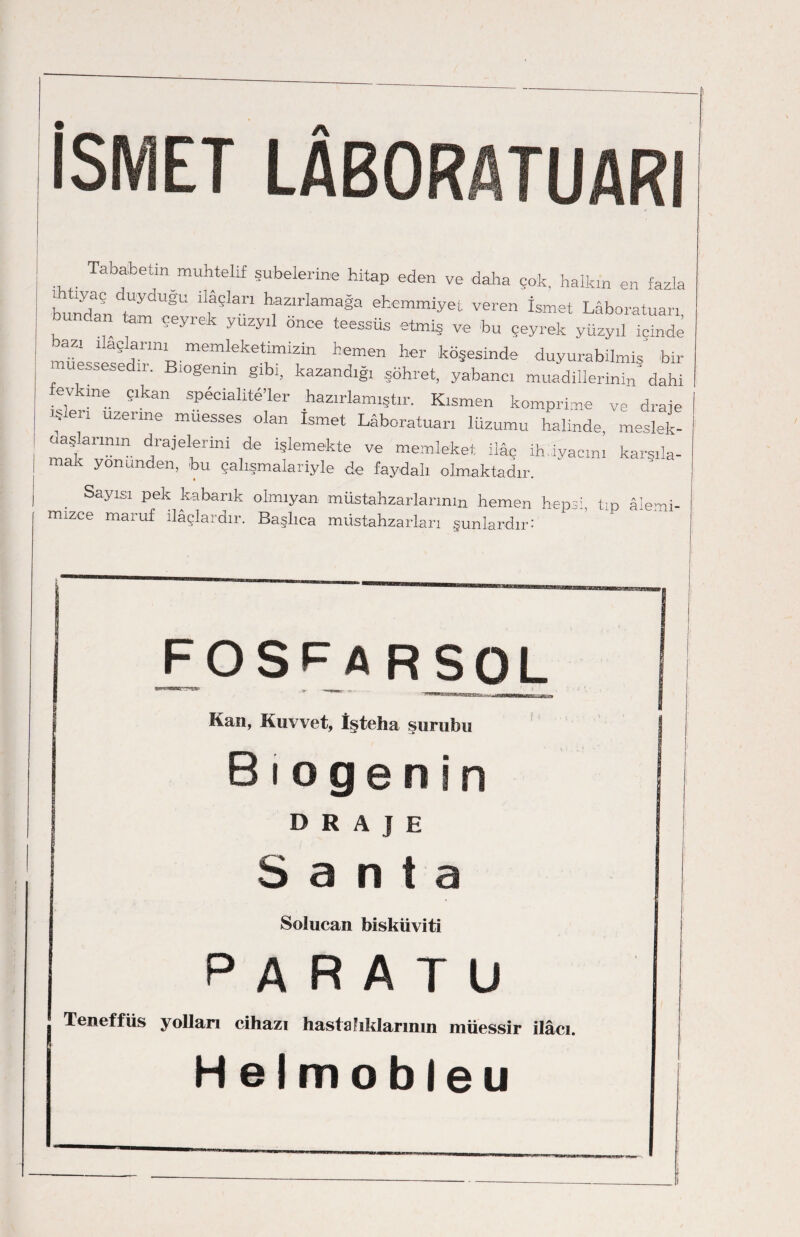 İSMET LÂBORATUARI
Tababetin muhtelif şubelerine hitap eden ve daha çok, halkın en fazla
ihtiyaç duyduğu ilâçları hazırlamağa ehemmiyet veren İsmet Lâboratuarı,
bundan tam çeyrek yüzyıl önce teessüs etmiş ve bu çeyrek yüzyıl içinde
bazı ilâçlarını memleketimizin hemen her köşesinde duyurabilmiş bir
müessesedir. Biogenin gibi, kazandığı şöhret, yabancı muadillerinin dahi
fevkine çıkan spécialité'ler hazırlamıştır. Kısmen komprime ve draje
işleri üzerine müesses olan İsmet Lâboratuarı lüzumu halinde, meslek-
daşlarının drajelerini de işlemekte ve memleket ilâç ihtiyacını karşıla-
mak yönünden, bu çalışmalariyle de faydalı olmaktadır.
Sayısı pek kabarık olmıyan müstahzarlarının hemen hepsi, tıp âlemi-
mizce maruf ilâçlardır. Başlıca müstahzarları şunlardır:
FOSFARSOL
Kan, Kuvvet, İşteha şurubu
Biogenin
DRAJE
Santa
Solucan bisküviti
PARATU
Teneffüs yolları cihazı hastalıklarının müessir ilâcı.
Helmobleu